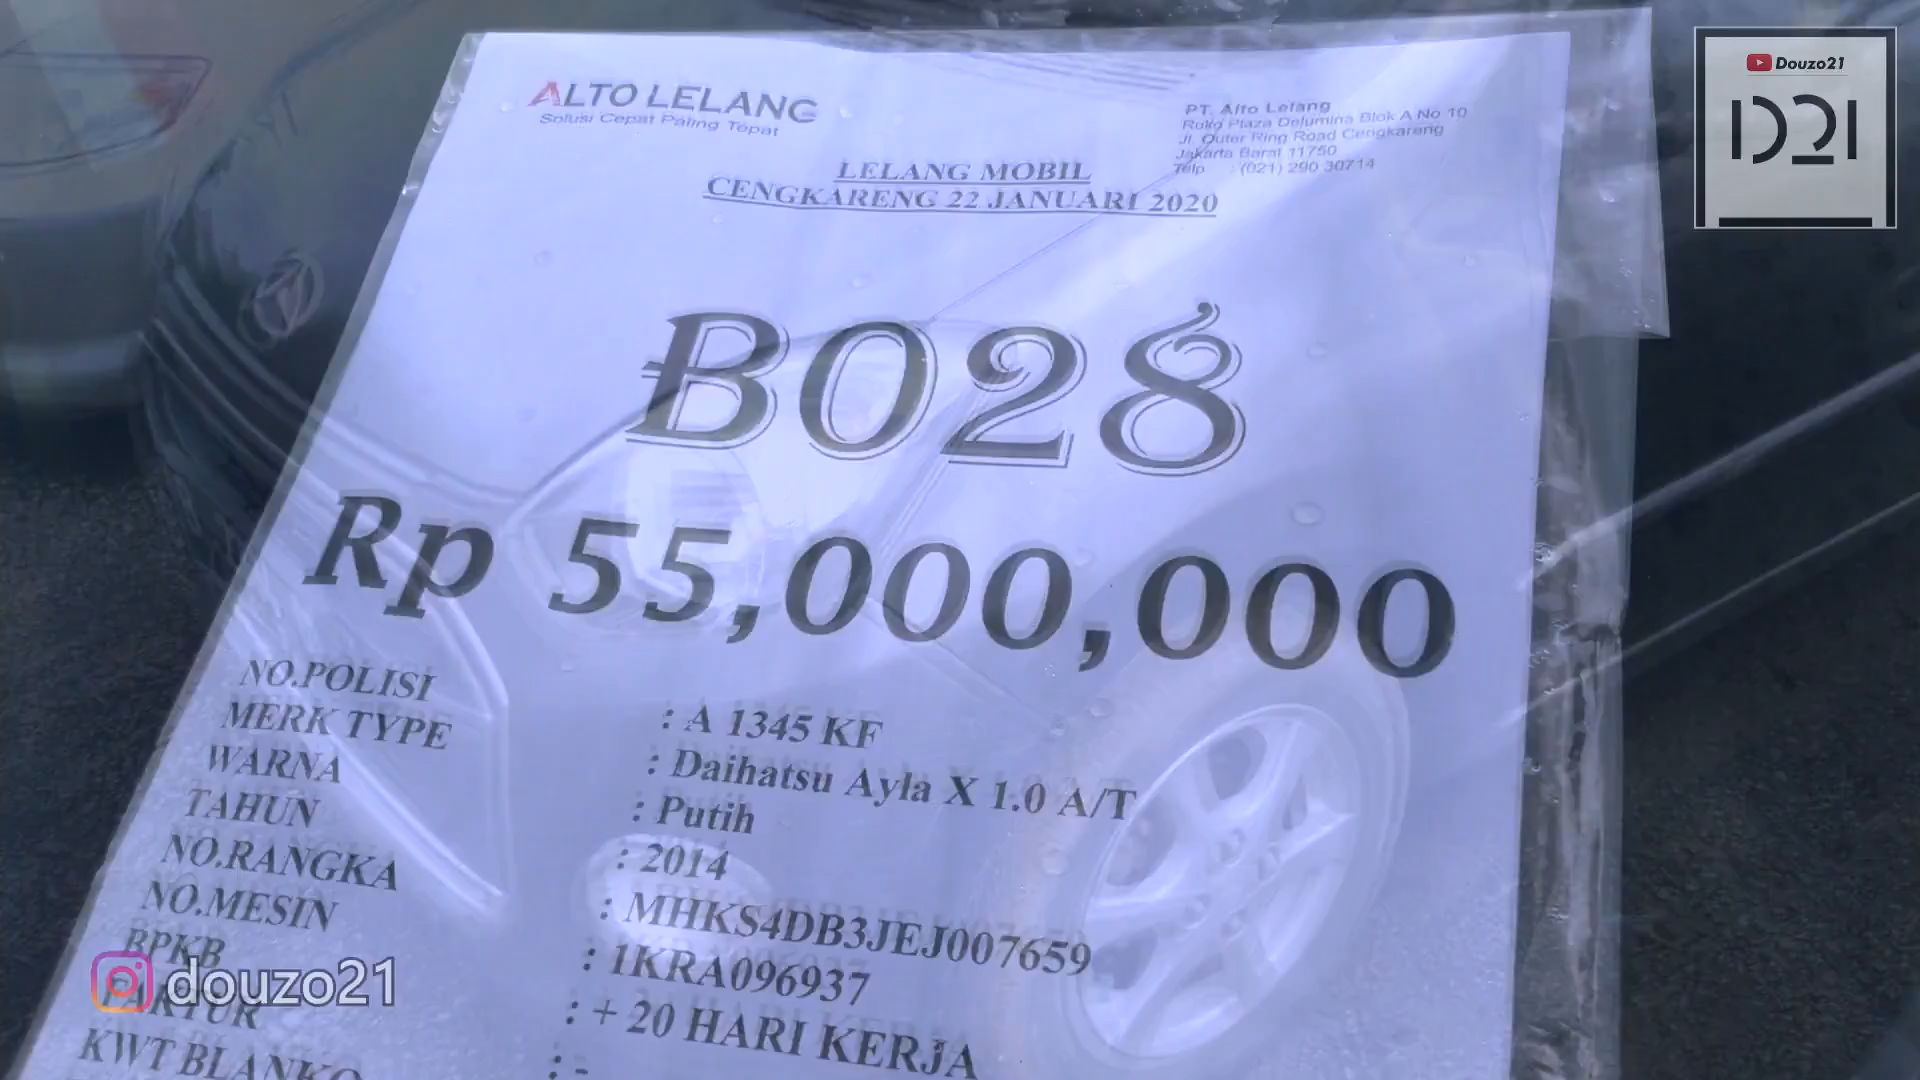 ALTO LELANG
Solusi Cepat Paling Tepat
PT. Alto Lelang
Ruko Plaza Delumina Blok A No 10
Jl. Outer Ring Road Cengkareng
Jakarta Barat 11750
Telp : (021) 290 30714
Douzo21
D21
LELANG MOBIL
CENGKARENG 22 JANUARI 2020
B028
Rp 55,000,000
NO.POLISI : A 1345 KF
MERK TYPE : Daihatsu Ayla X 1.0 A/T
WARNA : Putih
TAHUN : 2014
NO.RANGKA : MHKS4DB3JEJ007659
NO.MESIN : 1KRA096937
BPKB : + 20 HARI KERJA
FAKTUR : -
KWT BLANKO
douzo21